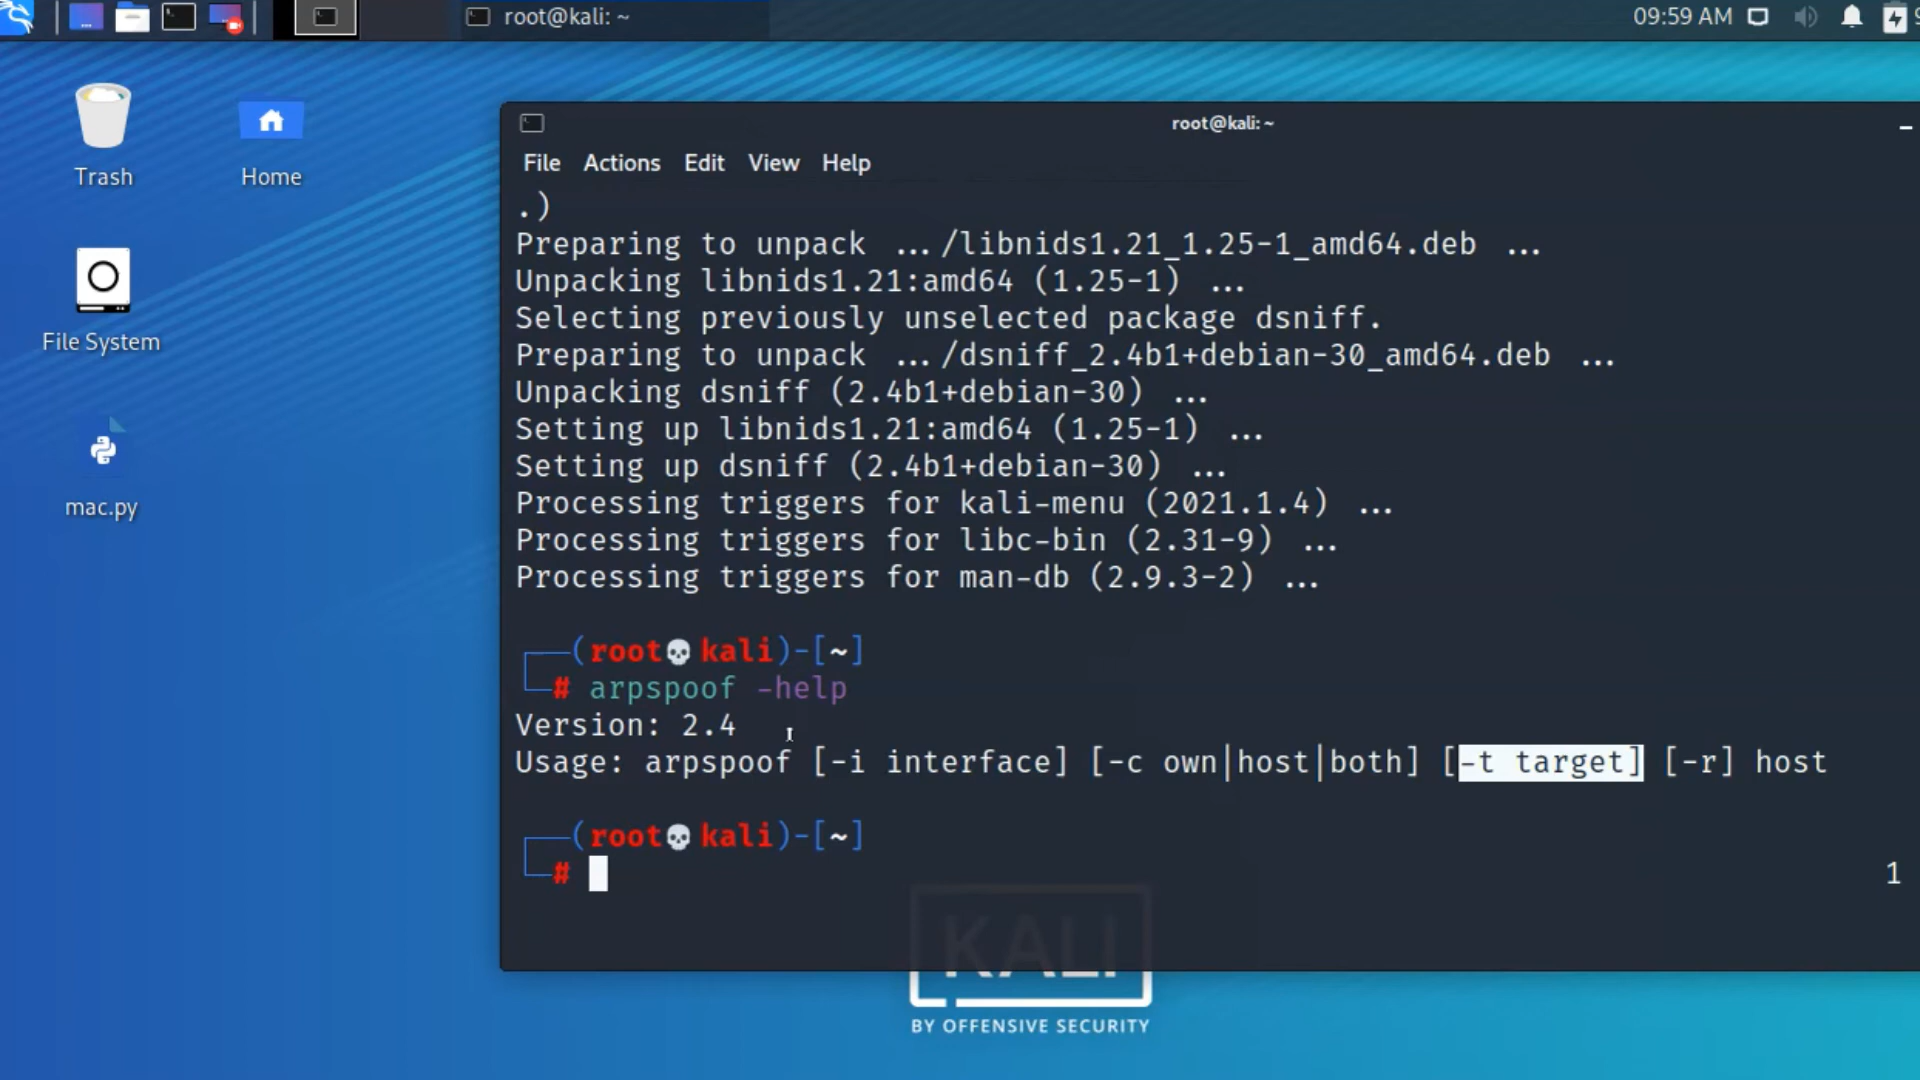 root@kali: ~
09:59 AM
Trash
Home
File System
mac.py
root@kali: ~
File Actions Edit View Help
.)
Preparing to unpack .../libnids1.21_1.25-1_amd64.deb ...
Unpacking libnids1.21:amd64 (1.25-1) ...
Selecting previously unselected package dsniff.
Preparing to unpack .../dsniff_2.4b1+debian-30_amd64.deb ...
Unpacking dsniff (2.4b1+debian-30) ...
Setting up libnids1.21:amd64 (1.25-1) ...
Setting up dsniff (2.4b1+debian-30) ...
Processing triggers for kali-menu (2021.1.4) ...
Processing triggers for libc-bin (2.31-9) ...
Processing triggers for man-db (2.9.3-2) ...
┌──(root💀kali)-[~]
└─# arpspoof -help
Version: 2.4
Usage: arpspoof [-i interface] [-c own|host|both] [-t target] [-r] host
┌──(root💀kali)-[~]
└─#
1
KALI
BY OFFENSIVE SECURITY